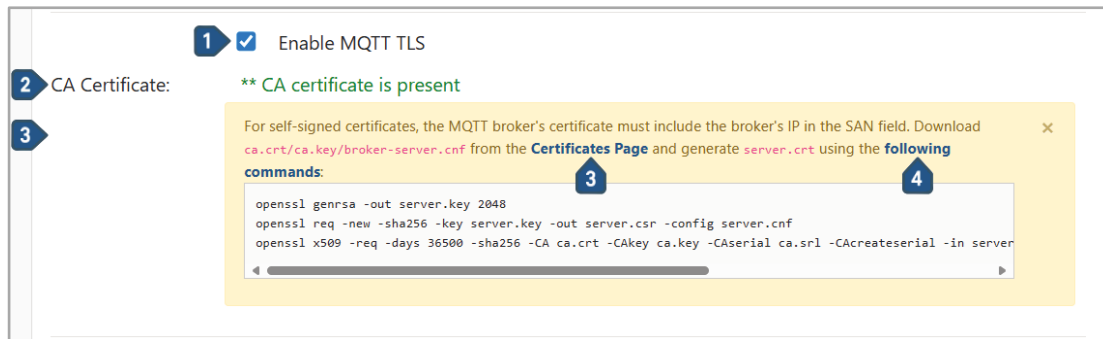 1 Enable MQTT TLS
2 CA Certificate: ** CA certificate is present
3 For self-signed certificates, the MQTT broker's certificate must include the broker's IP in the SAN field. Download ×
ca.crt/ca.key/broker-server.cnf from the Certificates Page and generate server.crt using the following
commands:
3 4
openssl genrsa -out server.key 2048
openssl req -new -sha256 -key server.key -out server.csr -config server.cnf
openssl x509 -req -days 36500 -sha256 -CA ca.crt -CAkey ca.key -CAserial ca.srl -CAcreateserial -in server